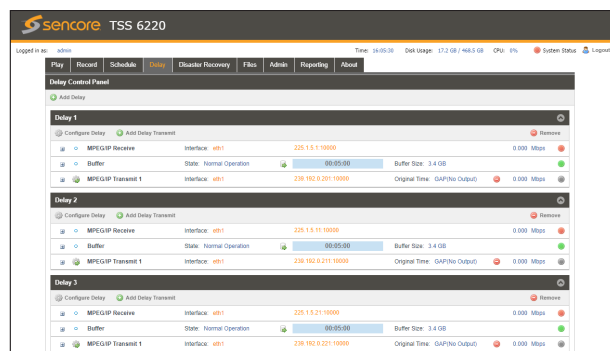 sencore TSS 6220
Logged in as: admin Time: 16:05:30 Disk Usage: 17.2 GB / 468.5 GB CPU: 0% System Status Logout
Play Record Schedule Delay Disaster Recovery Files Admin Reporting About
Delay Control Panel
Add Delay
Delay 1
Configure Delay Add Delay Transmit Remove
MPEG/IP Receive Interface: eth1 225.1.5.1:10000 0.000 Mbps
Buffer State: Normal Operation 00:05:00 Buffer Size: 3.4 GB
MPEG/IP Transmit 1 Interface: eth1 239.192.0.201:10000 Original Time: GAP(No Output) 0.000 Mbps
Delay 2
Configure Delay Add Delay Transmit Remove
MPEG/IP Receive Interface: eth1 225.1.5.11:10000 0.000 Mbps
Buffer State: Normal Operation 00:05:00 Buffer Size: 3.4 GB
MPEG/IP Transmit 1 Interface: eth1 239.192.0.211:10000 Original Time: GAP(No Output) 0.000 Mbps
Delay 3
Configure Delay Add Delay Transmit Remove
MPEG/IP Receive Interface: eth1 225.1.5.21:10000 0.000 Mbps
Buffer State: Normal Operation 00:05:00 Buffer Size: 3.4 GB
MPEG/IP Transmit 1 Interface: eth1 239.192.0.221:10000 Original Time: GAP(No Output) 0.000 Mbps